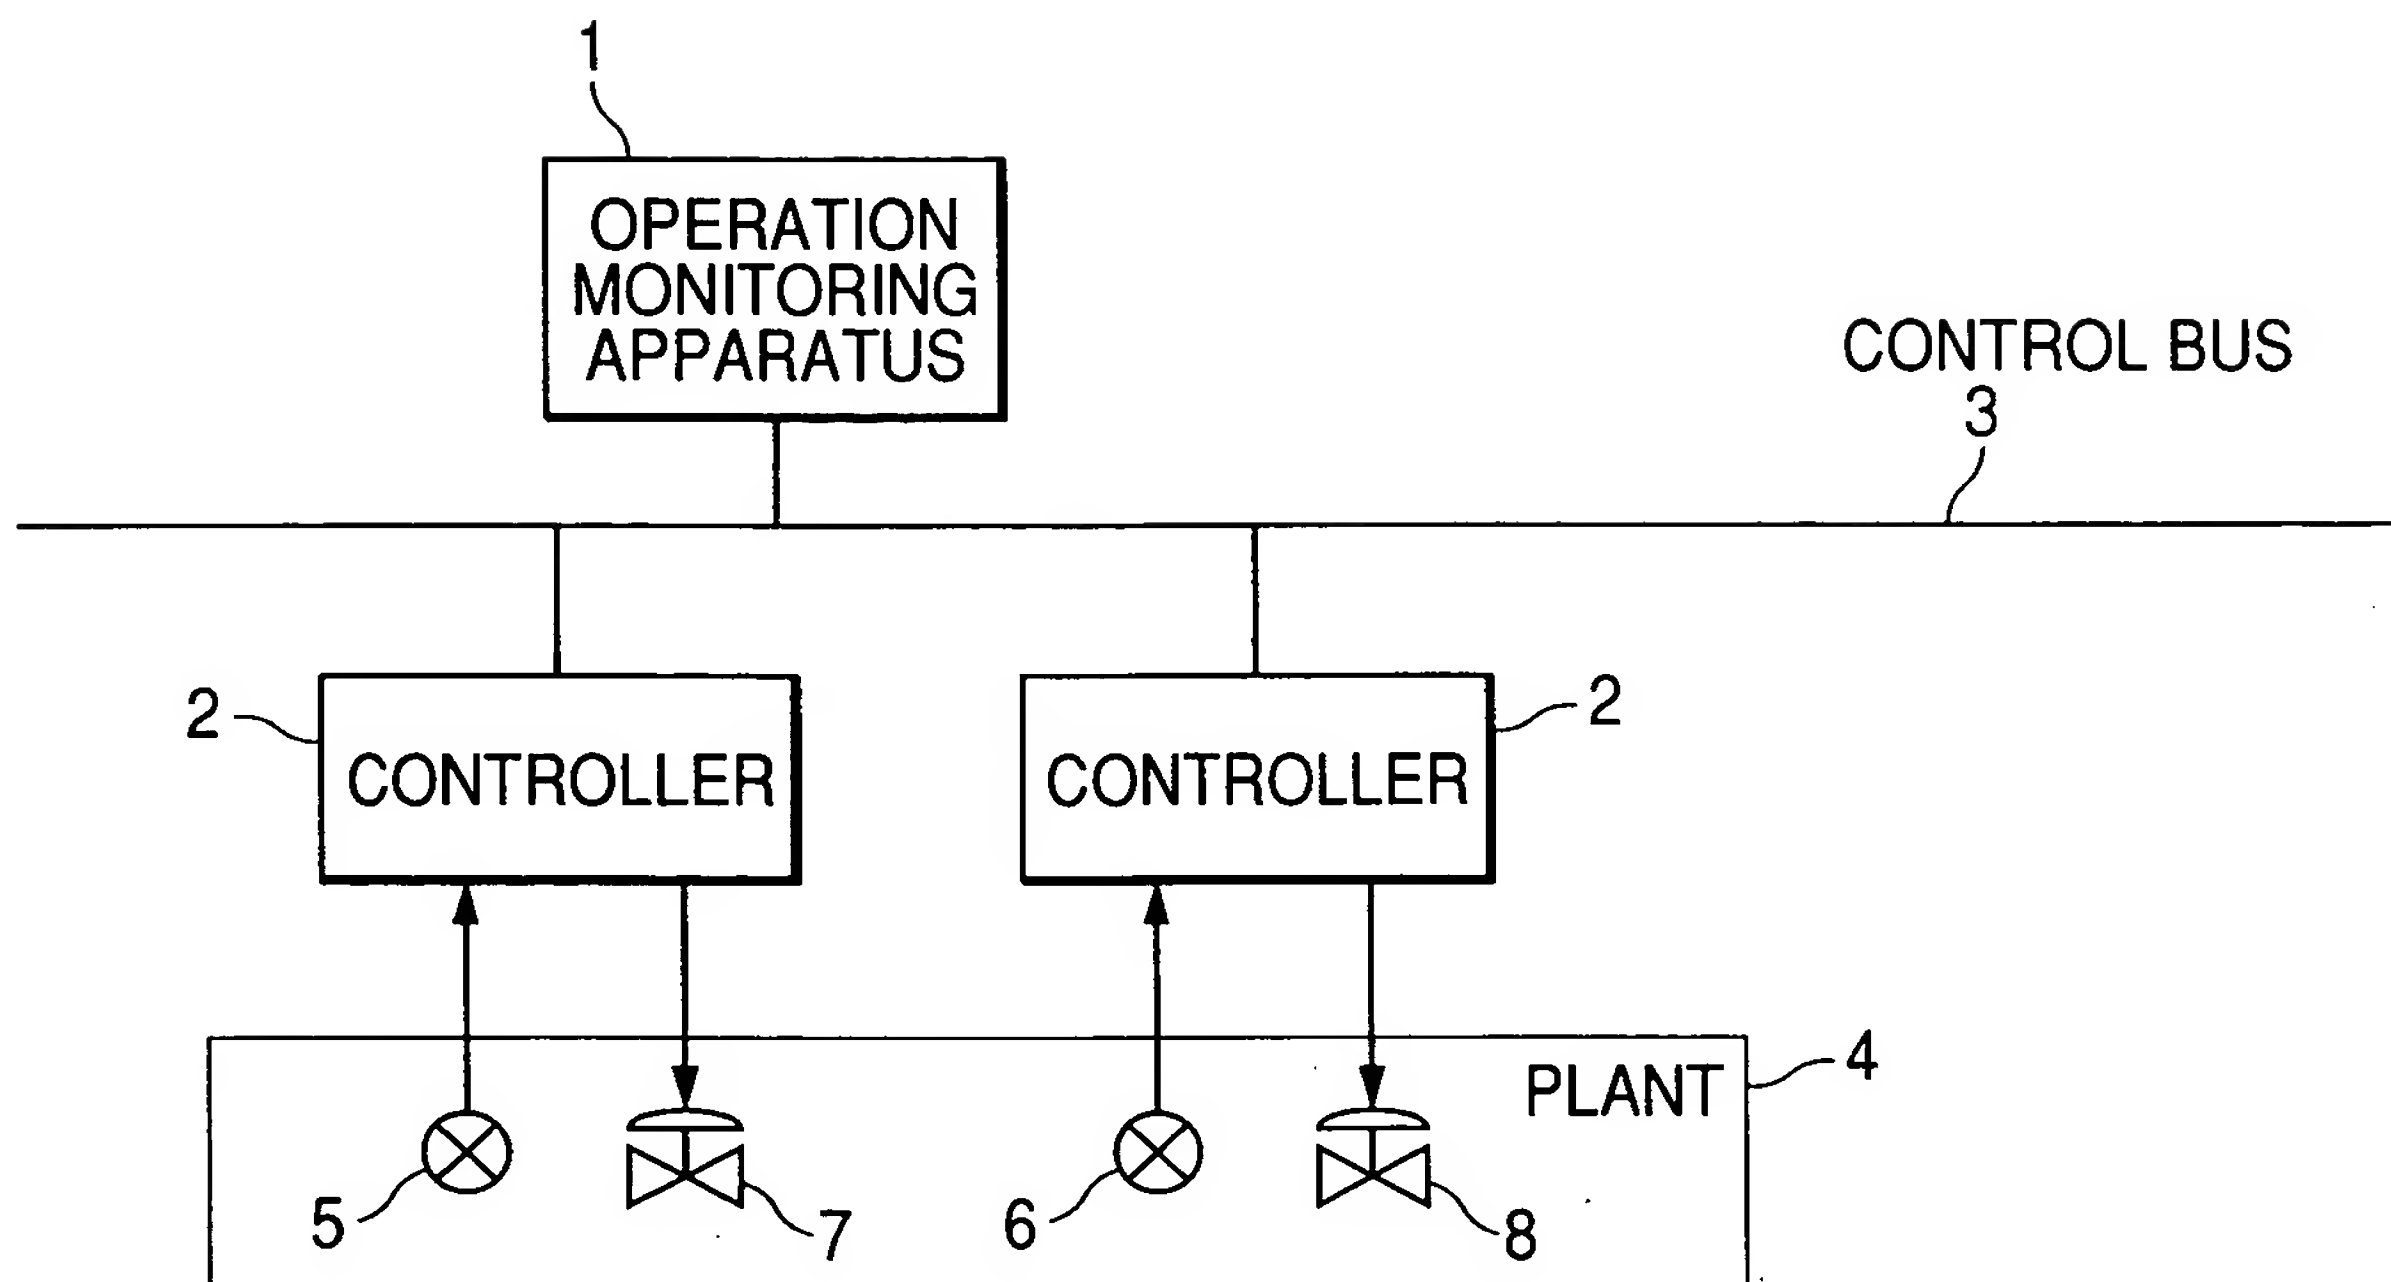 1
OPERATION
MONITORING
APPARATUS
CONTROL BUS
3
2
CONTROLLER
CONTROLLER
2
PLANT
4
5
7
6
8